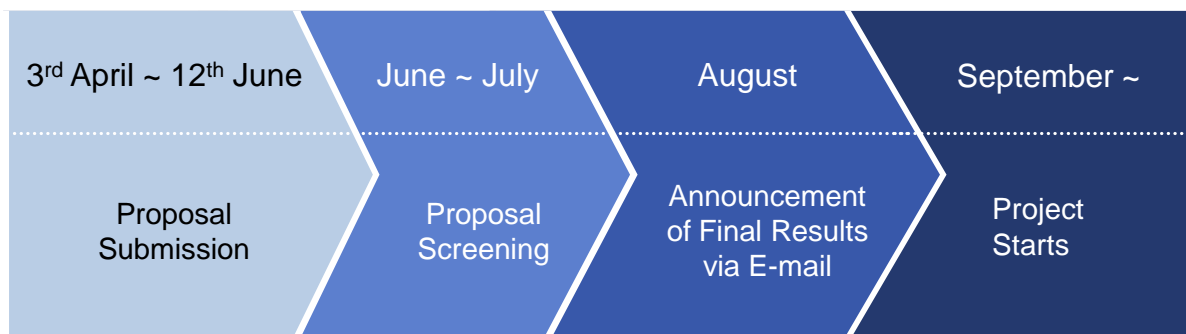 3rd April ~ 12th June
June ~ July
August
September ~
Proposal
Submission
Proposal
Screening
Announcement
of Final Results
via E-mail
Project
Starts